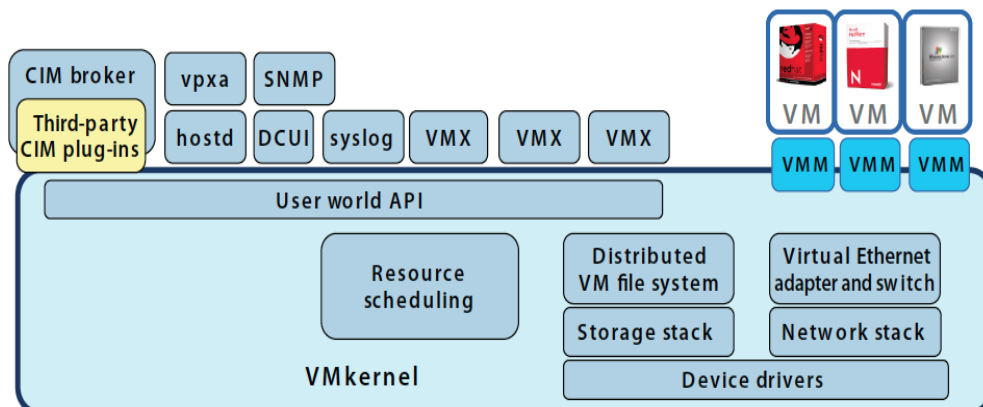 CIM broker
Third-party
CIM plug-ins
vpxa
SNMP
hostd
DCUI
syslog
VMX
VMX
VMX
redhat
N
VM
VM
VM
VMM
VMM
VMM
User world API
Resource
scheduling
Distributed
VM file system
Virtual Ethernet
adapter and switch
Storage stack
Network stack
VMkernel
Device drivers